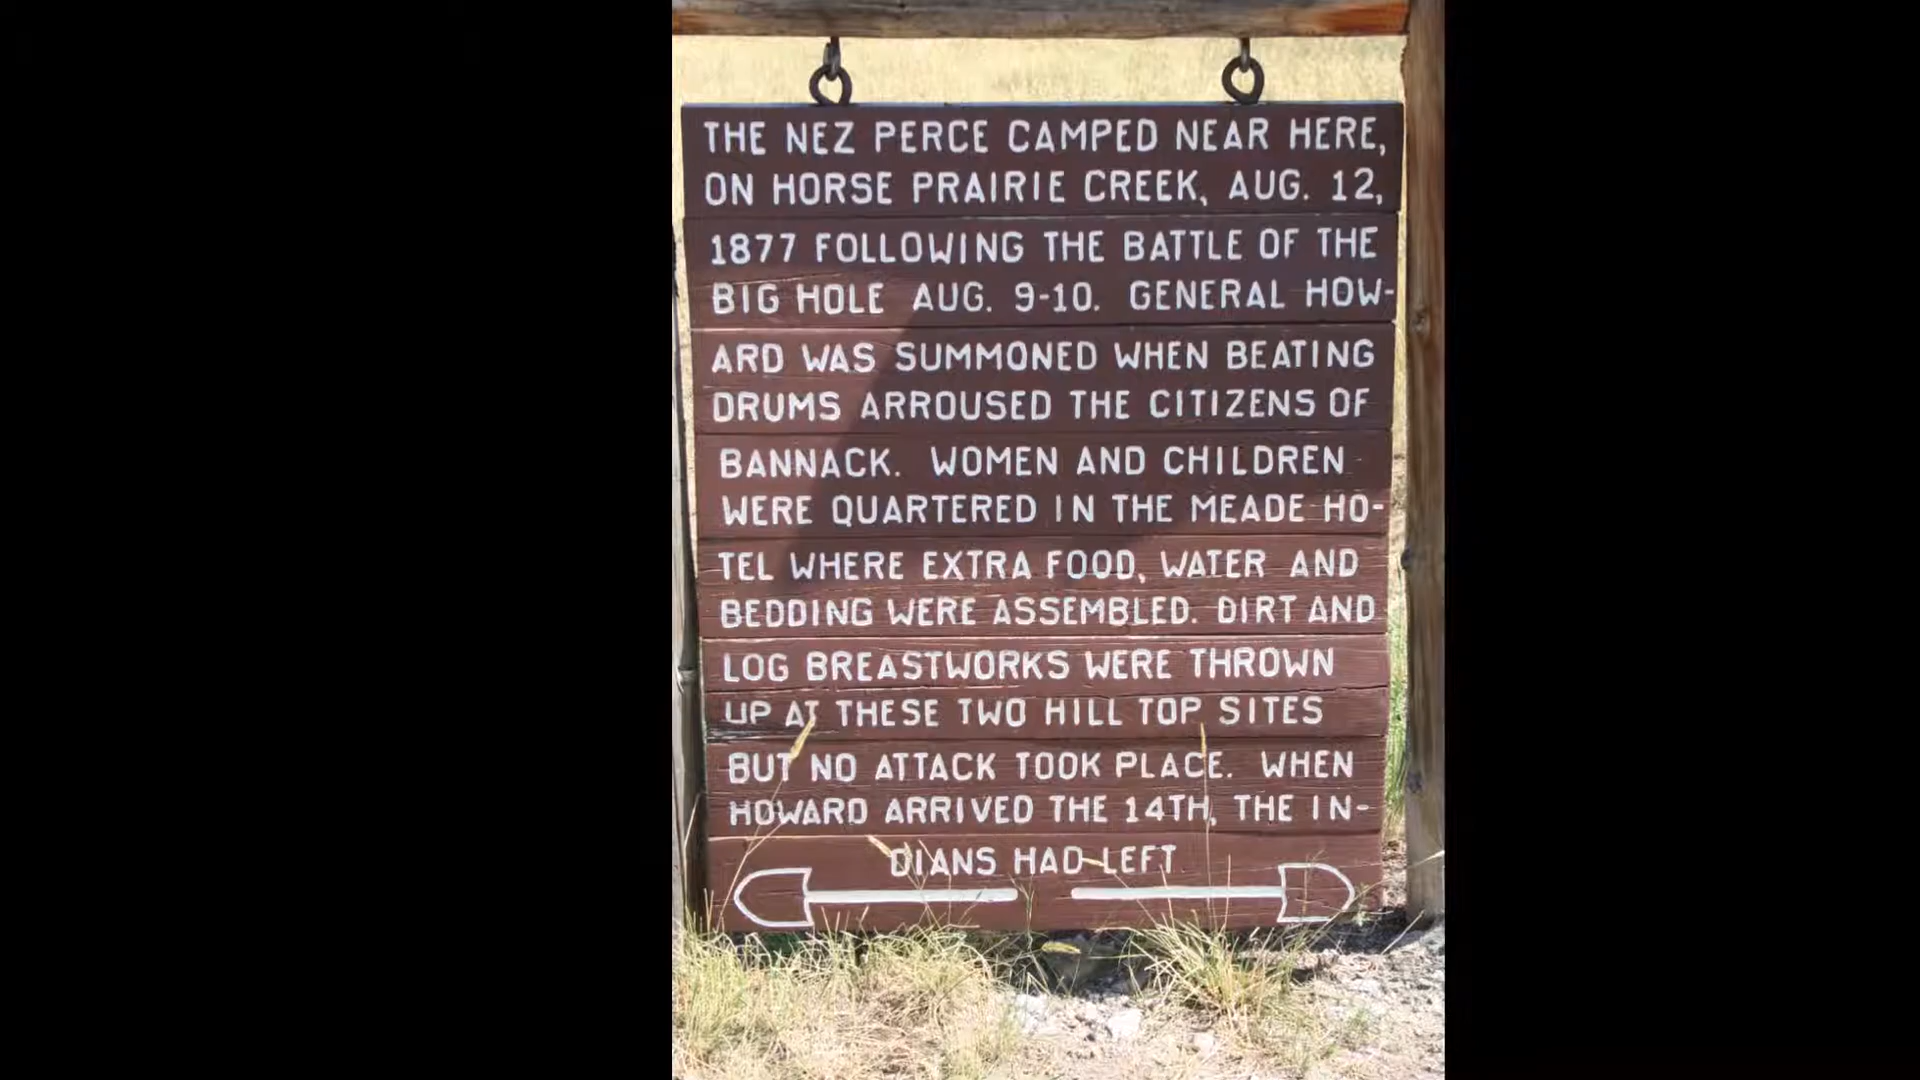 THE NEZ PERCE CAMPED NEAR HERE,
ON HORSE PRAIRIE CREEK, AUG. 12,
1877 FOLLOWING THE BATTLE OF THE
BIG HOLE AUG. 9-10. GENERAL HOW-
ARD WAS SUMMONED WHEN BEATING
DRUMS ARROUSED THE CITIZENS OF
BANNACK. WOMEN AND CHILDREN
WERE QUARTERED IN THE MEADE HO-
TEL WHERE EXTRA FOOD, WATER AND
BEDDING WERE ASSEMBLED. DIRT AND
LOG BREASTWORKS WERE THROWN
UP AT THESE TWO HILL TOP SITES
BUT NO ATTACK TOOK PLACE. WHEN
HOWARD ARRIVED THE 14TH, THE IN-
DIANS HAD LEFT